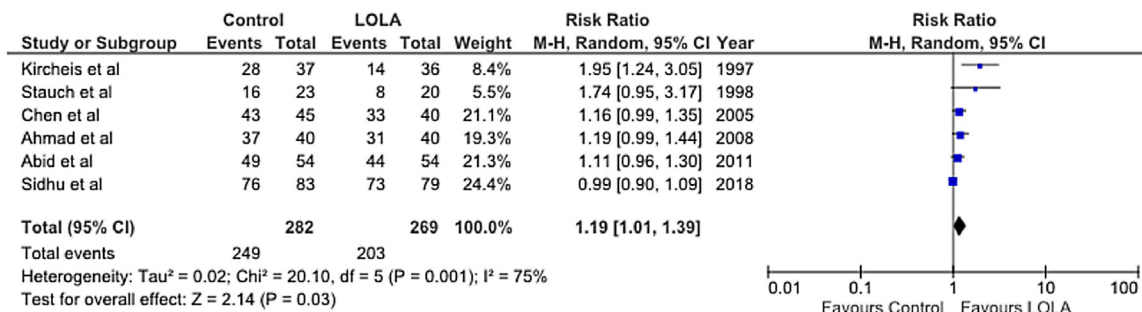 Control LOLA Risk Ratio Risk Ratio
Study or Subgroup Events Total Events Total Weight M-H, Random, 95% CI Year M-H, Random, 95% CI
Kircheis et al 28 37 14 36 8.4% 1.95 [1.24, 3.05] 1997
Stauch et al 16 23 8 20 5.5% 1.74 [0.95, 3.17] 1998
Chen et al 43 45 33 40 21.1% 1.16 [0.99, 1.35] 2005
Ahmad et al 37 40 31 40 19.3% 1.19 [0.99, 1.44] 2008
Abid et al 49 54 44 54 21.3% 1.11 [0.96, 1.30] 2011
Sidhu et al 76 83 73 79 24.4% 0.99 [0.90, 1.09] 2018
Total (95% CI) 282 269 100.0% 1.19 [1.01, 1.39]
Total events 249 203
Heterogeneity: Tau² = 0.02; Chi² = 20.10, df = 5 (P = 0.001); I² = 75%
Test for overall effect: Z = 2.14 (P = 0.03)
0.01 0.1 1 10 100
Favours Control Favours LOLA